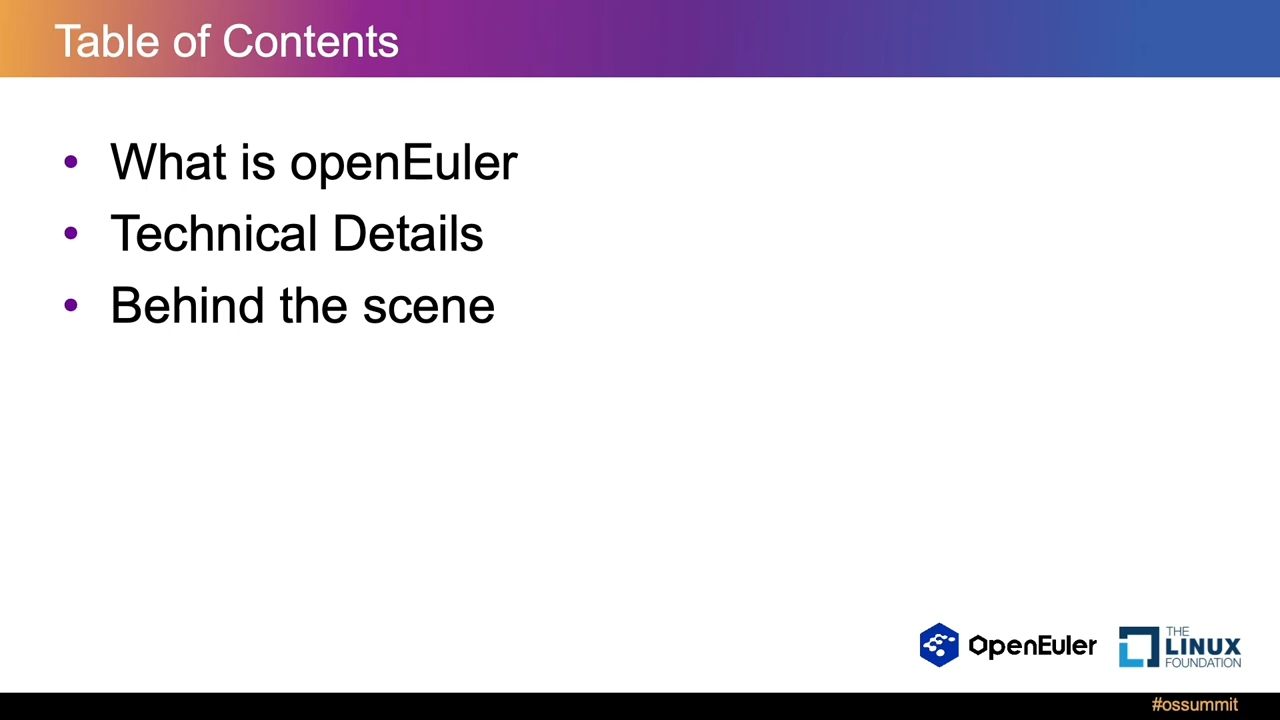 Table of Contents
• What is openEuler
• Technical Details
• Behind the scene
OpenEuler
THE
LINUX
FOUNDATION
#ossummit